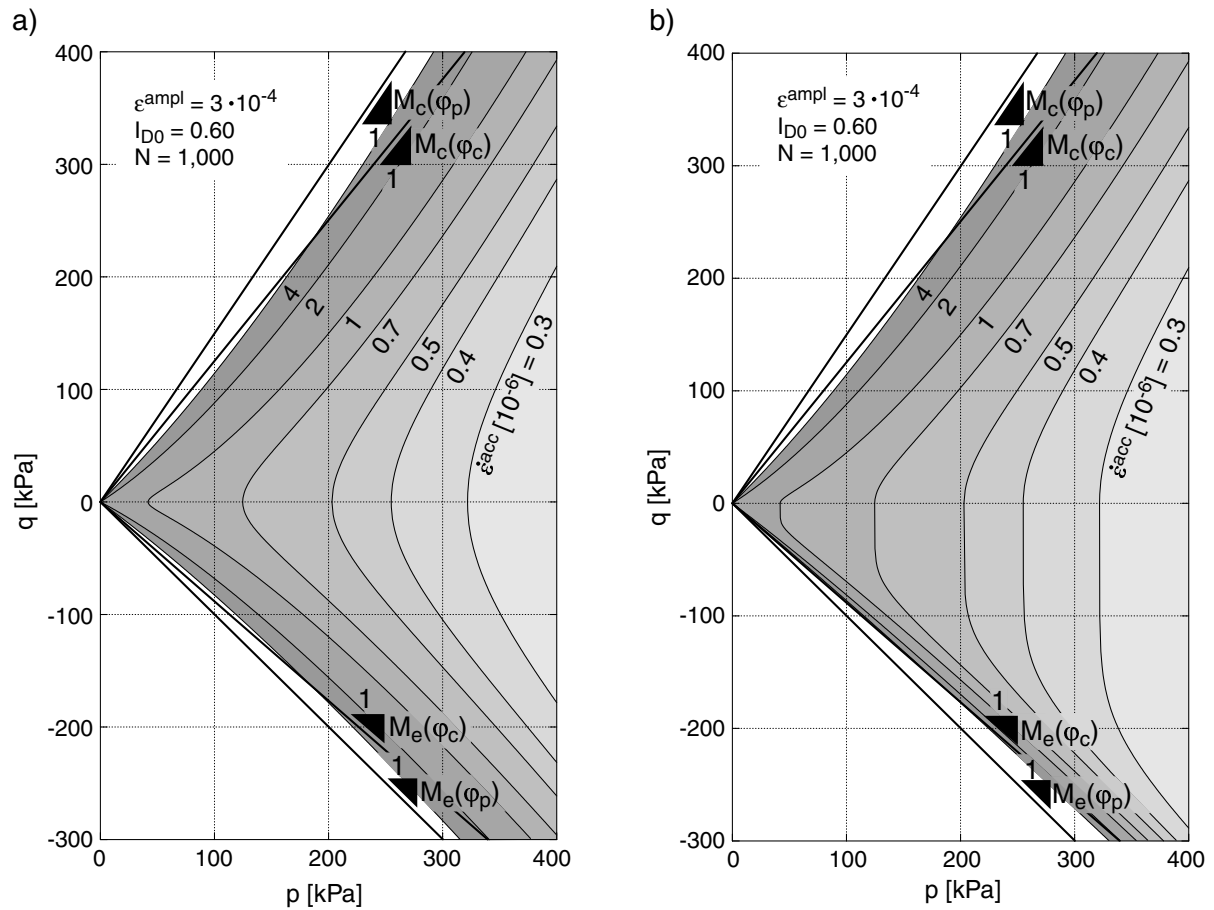 a)
400
300
200
100
0
-100
-200
-300
q [kPa]
εᵃᵐᵖˡ = 3 · 10⁻⁴
I_D0 = 0.60
N = 1,000
M_c(φ_p)
1
M_c(φ_c)
1
4
2
1
0.7
0.5
0.4
ε̇ᵃᶜᶜ [10⁻⁶] = 0.3
1
M_e(φ_c)
1
M_e(φ_p)
0
100
200
300
400
p [kPa]
b)
400
300
200
100
0
-100
-200
-300
q [kPa]
εᵃᵐᵖˡ = 3 · 10⁻⁴
I_D0 = 0.60
N = 1,000
M_c(φ_p)
1
M_c(φ_c)
1
4
2
1
0.7
0.5
0.4
ε̇ᵃᶜᶜ [10⁻⁶] = 0.3
1
M_e(φ_c)
1
M_e(φ_p)
0
100
200
300
400
p [kPa]